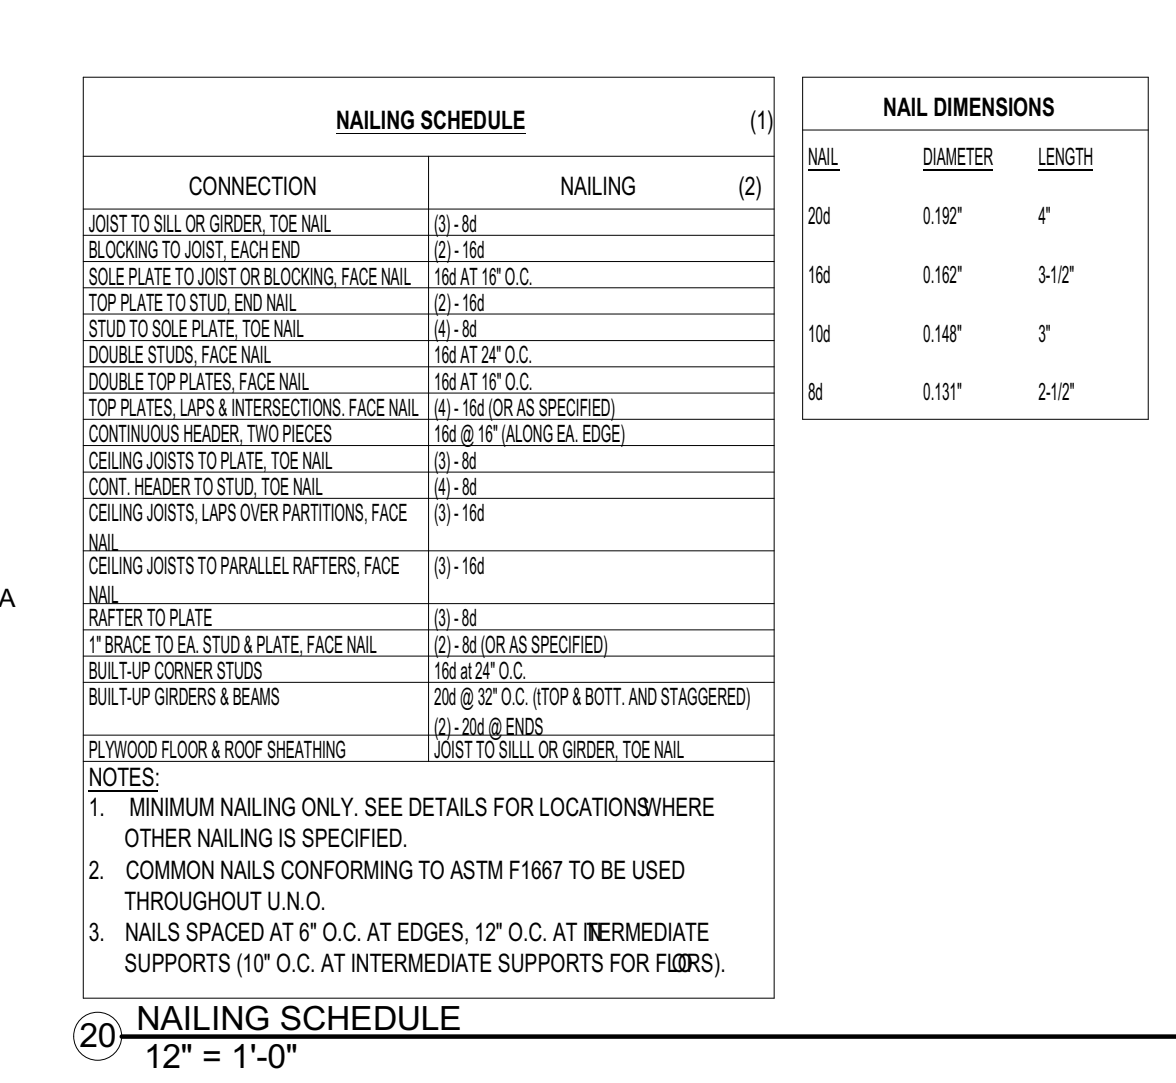 NAILING SCHEDULE (1)
CONNECTION NAILING (2)
JOIST TO SILL OR GIRDER, TOE NAIL (3) - 8d
BLOCKING TO JOIST, EACH END (2) - 16d
SOLE PLATE TO JOIST OR BLOCKING, FACE NAIL 16d AT 16" O.C.
TOP PLATE TO STUD, END NAIL (2) - 16d
STUD TO SOLE PLATE, TOE NAIL (4) - 8d
DOUBLE STUDS, FACE NAIL 16d AT 24" O.C.
DOUBLE TOP PLATES, FACE NAIL 16d AT 16" O.C.
TOP PLATES, LAPS & INTERSECTIONS. FACE NAIL (4) - 16d (OR AS SPECIFIED)
CONTINUOUS HEADER, TWO PIECES 16d @ 16" (ALONG EA. EDGE)
CEILING JOISTS TO PLATE, TOE NAIL (3) - 8d
CONT. HEADER TO STUD, TOE NAIL (4) - 8d
CEILING JOISTS, LAPS OVER PARTITIONS, FACE (3) - 16d
NAIL
CEILING JOISTS TO PARALLEL RAFTERS, FACE (3) - 16d
NAIL
RAFTER TO PLATE (3) - 8d
1" BRACE TO EA. STUD & PLATE, FACE NAIL (2) - 8d (OR AS SPECIFIED)
BUILT-UP CORNER STUDS 16d at 24" O.C.
BUILT-UP GIRDERS & BEAMS 20d @ 32" O.C. (tTOP & BOTT. AND STAGGERED)
(2) - 20d @ ENDS
PLYWOOD FLOOR & ROOF SHEATHING JOIST TO SILLL OR GIRDER, TOE NAIL
NOTES:
1. MINIMUM NAILING ONLY. SEE DETAILS FOR LOCATIONS WHERE
OTHER NAILING IS SPECIFIED.
2. COMMON NAILS CONFORMING TO ASTM F1667 TO BE USED
THROUGHOUT U.N.O.
3. NAILS SPACED AT 6" O.C. AT EDGES, 12" O.C. AT INTERMEDIATE
SUPPORTS (10" O.C. AT INTERMEDIATE SUPPORTS FOR FLOORS).
NAIL DIMENSIONS
NAIL DIAMETER LENGTH
20d 0.192" 4"
16d 0.162" 3-1/2"
10d 0.148" 3"
8d 0.131" 2-1/2"
A
20 NAILING SCHEDULE
12" = 1'-0"